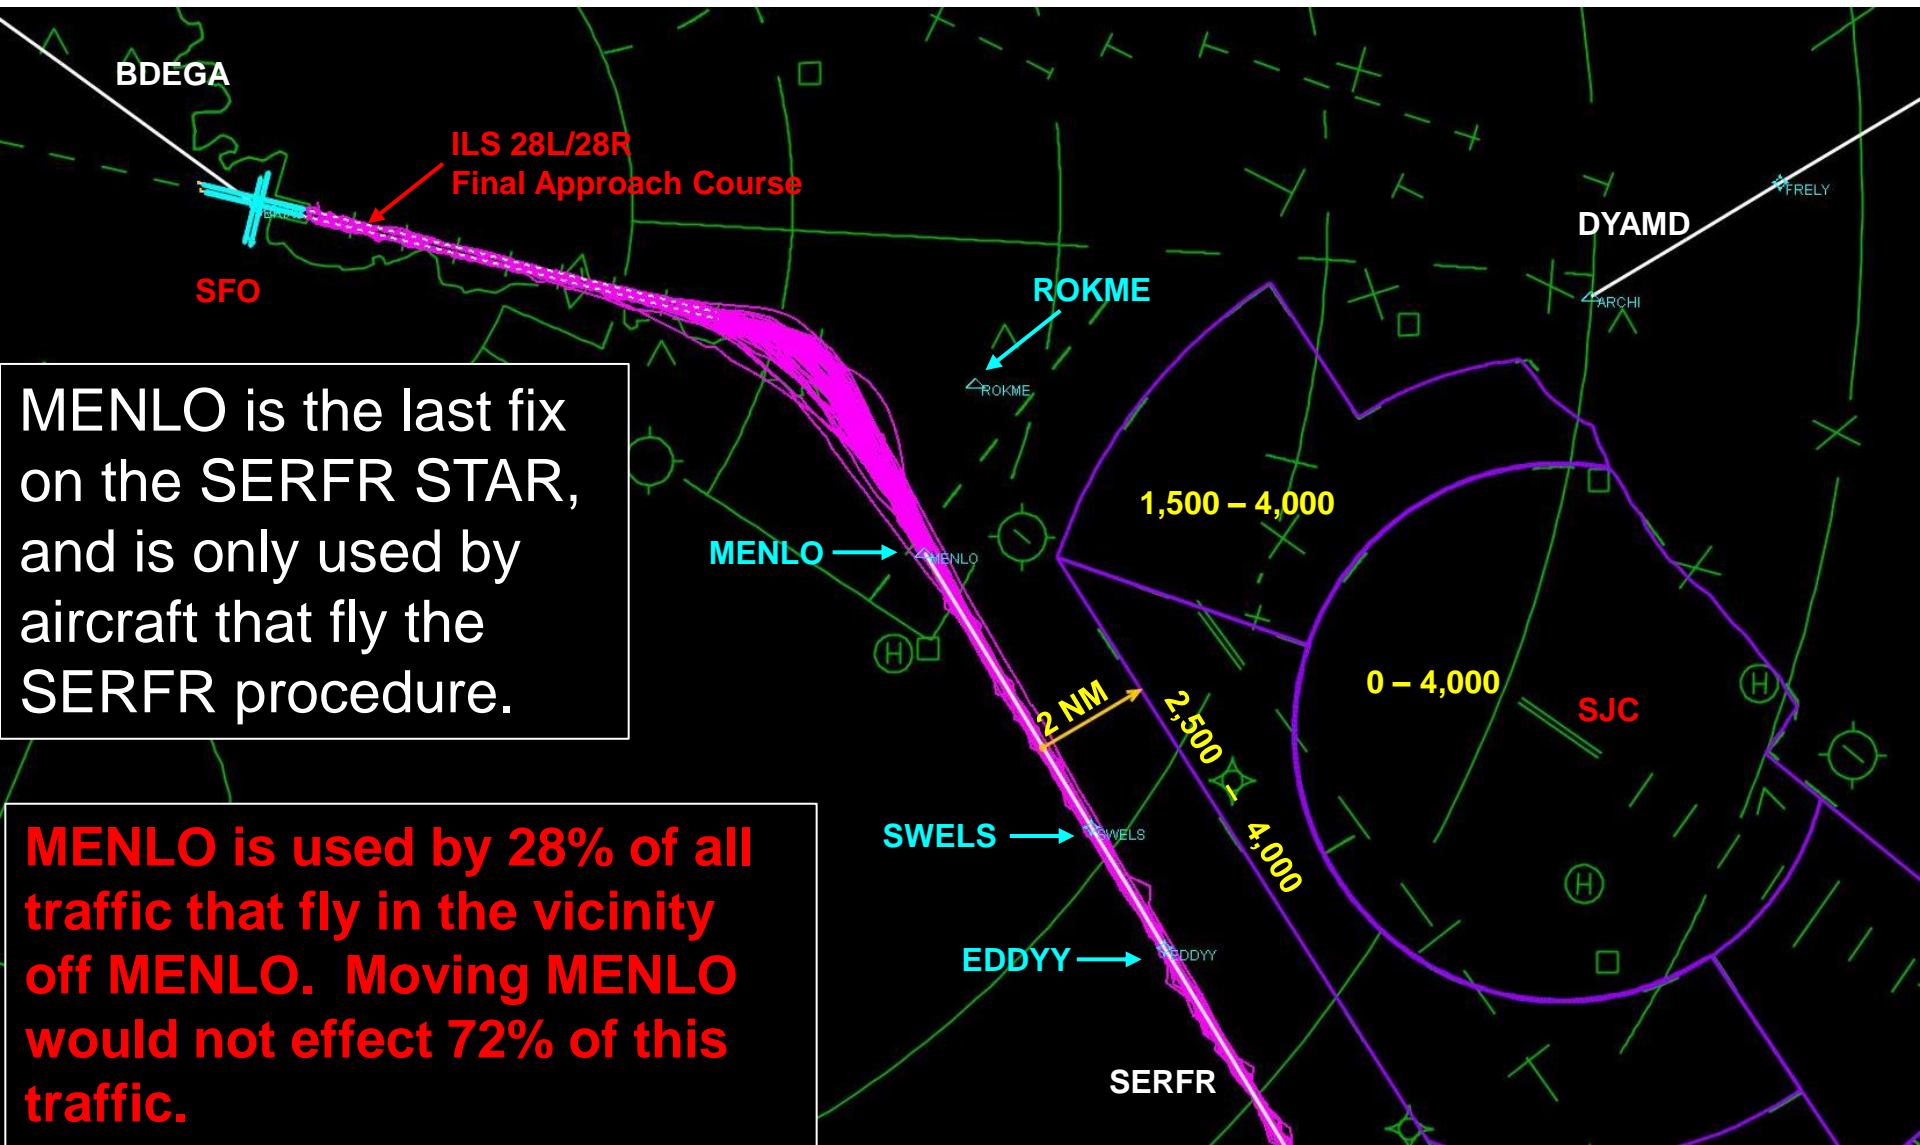 BDEGA
ILS 28L/28R
Final Approach Course
FRELY
DYAMD
SFO
ROKME
ARCHI
ROKME
MENLO is the last fix
on the SERFR STAR,
and is only used by
aircraft that fly the
SERFR procedure.
1,500 – 4,000
MENLO
MENLO
H
0 – 4,000
H
SJC
2 NM
2,500 – 4,000
SWELS
SWELS
MENLO is used by 28% of all
traffic that fly in the vicinity
off MENLO. Moving MENLO
would not effect 72% of this
traffic.
H
EDDYY
EDDYY
SERFR